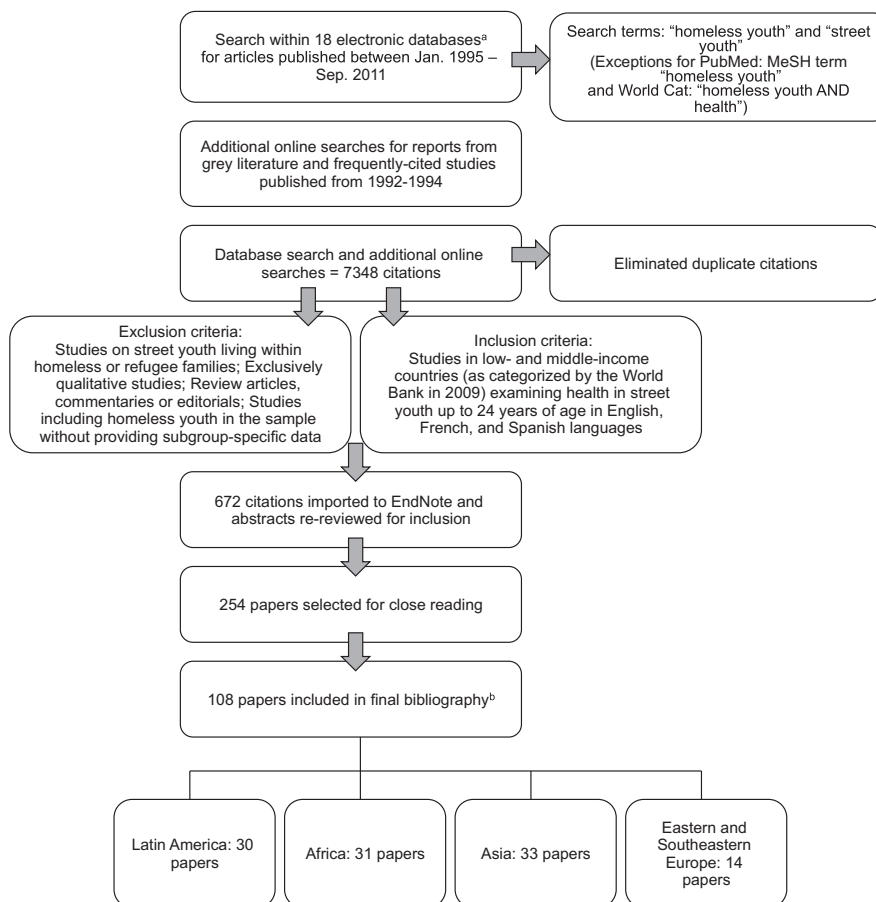 Search within 18 electronic databasesᵃ
for articles published between Jan. 1995 –
Sep. 2011
Search terms: “homeless youth” and “street
youth”
(Exceptions for PubMed: MeSH term
“homeless youth”
and World Cat: “homeless youth AND
health”)
Additional online searches for reports from
grey literature and frequently-cited studies
published from 1992-1994
Database search and additional online
searches = 7348 citations
Eliminated duplicate citations
Exclusion criteria:
Studies on street youth living within
homeless or refugee families; Exclusively
qualitative studies; Review articles,
commentaries or editorials; Studies
including homeless youth in the sample
without providing subgroup-specific data
Inclusion criteria:
Studies in low- and middle-income
countries (as categorized by the World
Bank in 2009) examining health in street
youth up to 24 years of age in English,
French, and Spanish languages
672 citations imported to EndNote and
abstracts re-reviewed for inclusion
254 papers selected for close reading
108 papers included in final bibliographyᵇ
Latin America: 30
papers
Africa: 31 papers
Asia: 33 papers
Eastern and
Southeastern
Europe: 14
papers